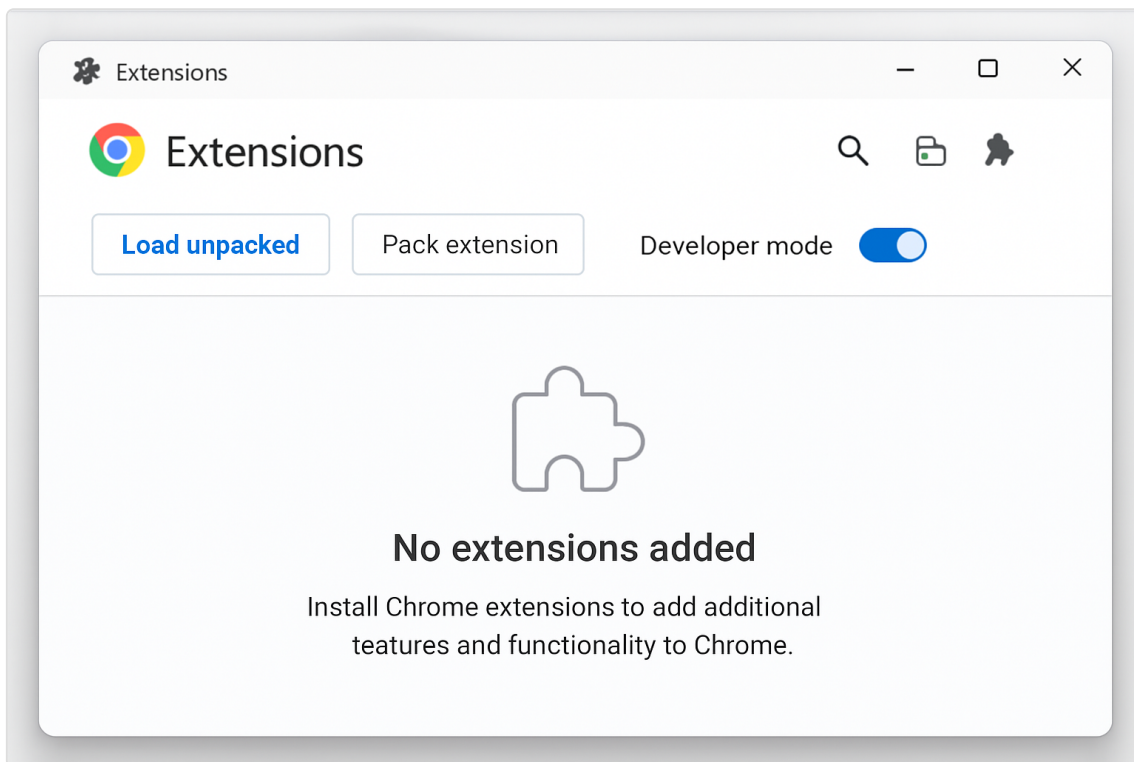 Extensions
Extensions
Load unpacked
Pack extension
Developer mode
No extensions added
Install Chrome extensions to add additional
teatures and functionality to Chrome.